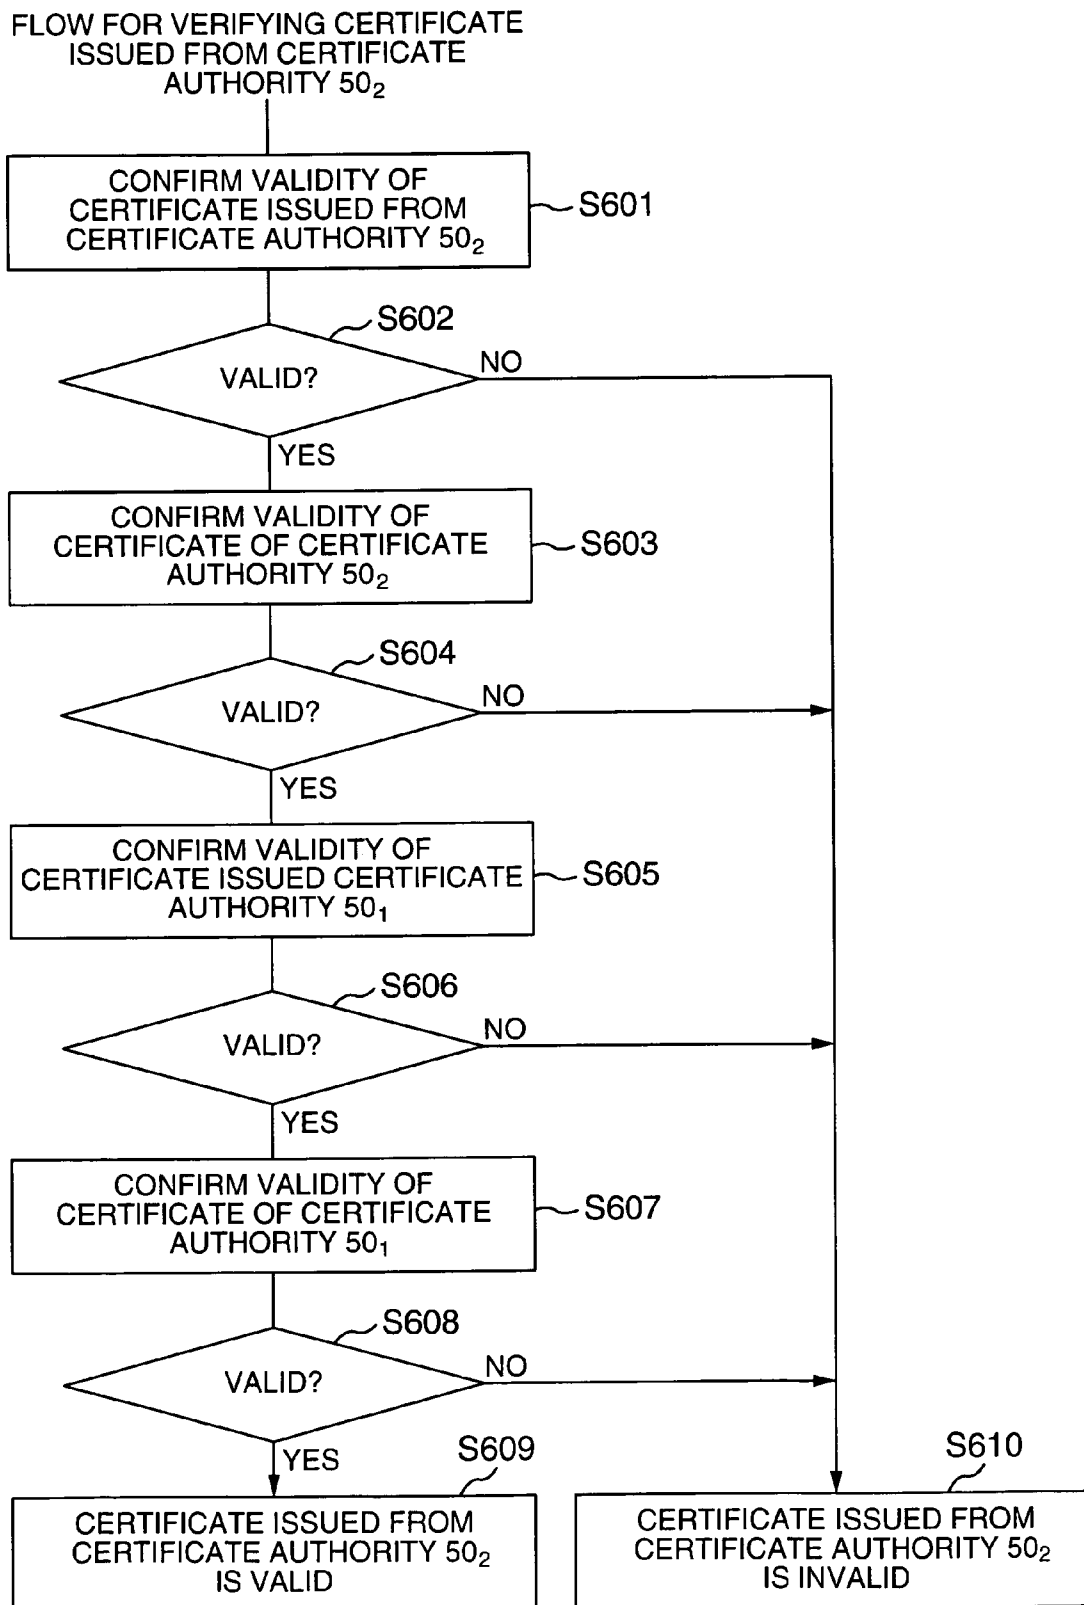 FLOW FOR VERIFYING CERTIFICATE
ISSUED FROM CERTIFICATE
AUTHORITY 50₂
CONFIRM VALIDITY OF
CERTIFICATE ISSUED FROM
CERTIFICATE AUTHORITY 50₂
S601
S602
VALID?
NO
YES
CONFIRM VALIDITY OF
CERTIFICATE OF CERTIFICATE
AUTHORITY 50₂
S603
S604
VALID?
NO
YES
CONFIRM VALIDITY OF
CERTIFICATE ISSUED CERTIFICATE
AUTHORITY 50₁
S605
S606
VALID?
NO
YES
CONFIRM VALIDITY OF
CERTIFICATE OF CERTIFICATE
AUTHORITY 50₁
S607
S608
VALID?
NO
YES
S609
CERTIFICATE ISSUED FROM
CERTIFICATE AUTHORITY 50₂
IS VALID
S610
CERTIFICATE ISSUED FROM
CERTIFICATE AUTHORITY 50₂
IS INVALID